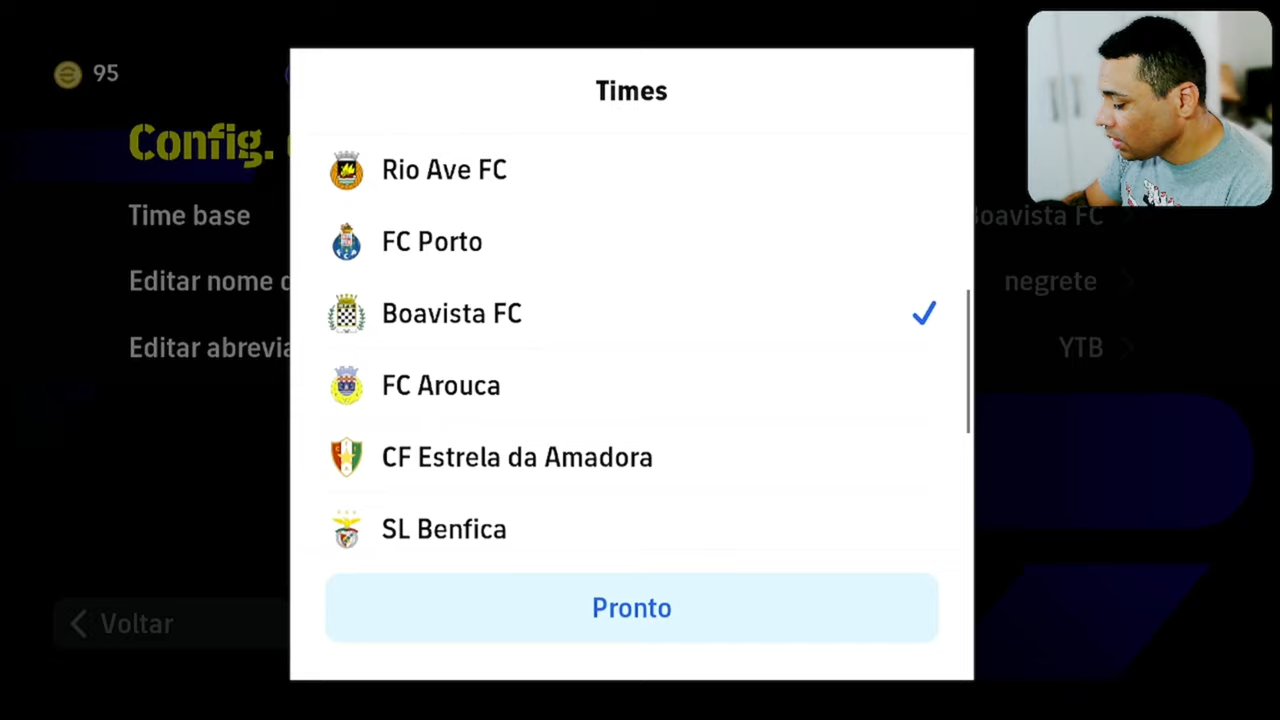 95
Times
Config.
Rio Ave FC
Time base
Boavista FC
FC Porto
Editar nome
negrete
Boavista FC
Editar abrevia
YTB
FC Arouca
CF Estrela da Amadora
SL Benfica
Pronto
Voltar